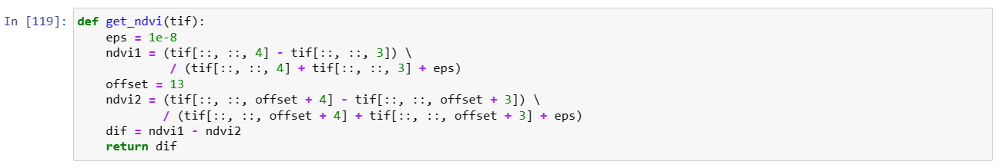 In [119]: def get_ndvi(tif):
    eps = 1e-8
    ndvi1 = (tif[::, ::, 4] - tif[::, ::, 3]) \
            / (tif[::, ::, 4] + tif[::, ::, 3] + eps)
    offset = 13
    ndvi2 = (tif[::, ::, offset + 4] - tif[::, ::, offset + 3]) \
           / (tif[::, ::, offset + 4] + tif[::, ::, offset + 3] + eps)
    dif = ndvi1 - ndvi2
    return dif